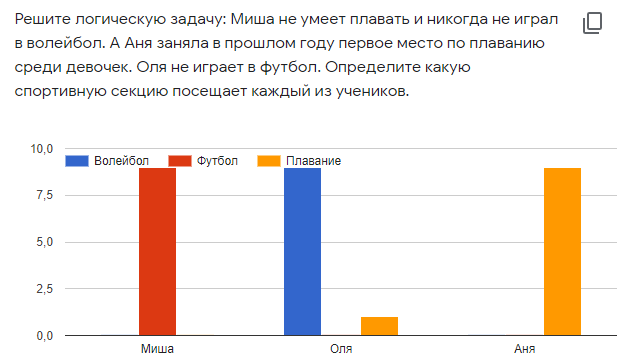 Решите логическую задачу: Миша не умеет плавать и никогда не играл
в волейбол. А Аня заняла в прошлом году первое место по плаванию
среди девочек. Оля не играет в футбол. Определите какую
спортивную секцию посещает каждый из учеников.
10,0
Волейбол Футбол Плавание
7,5
5,0
2,5
0,0
Миша Оля Аня